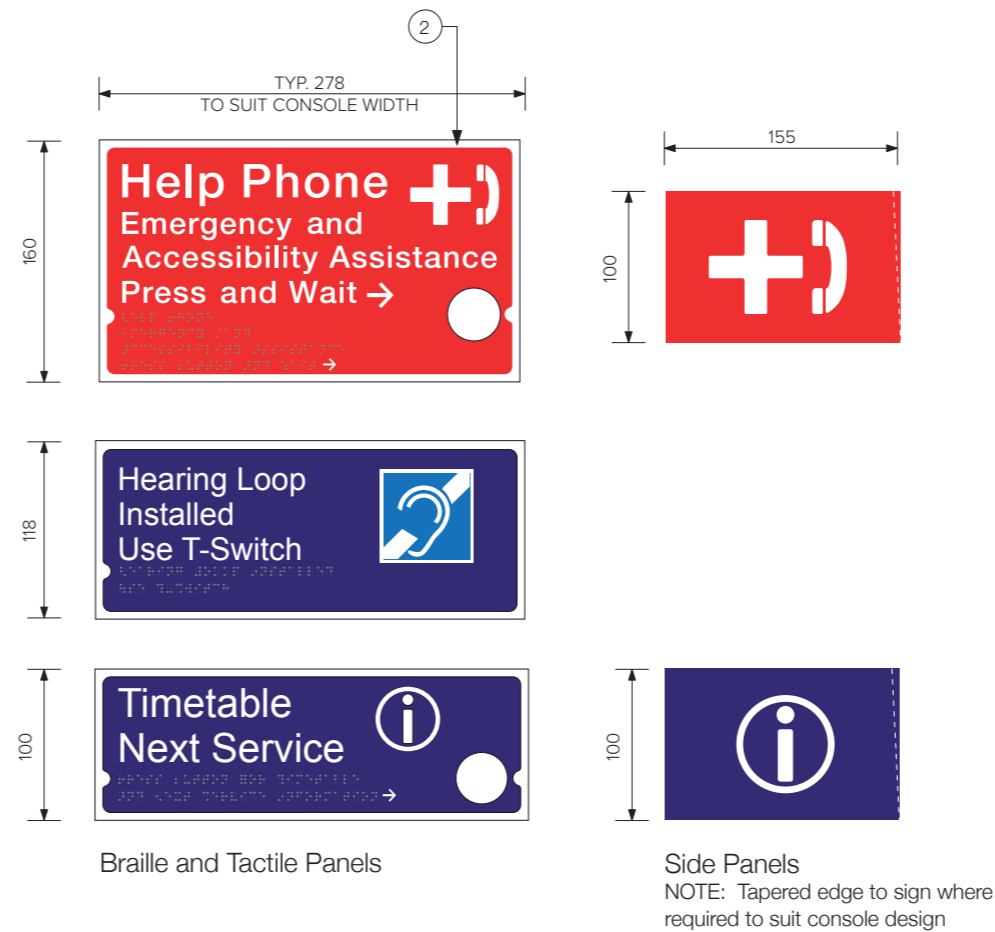 2
TYP. 278
TO SUIT CONSOLE WIDTH
160
Help Phone
Emergency and
Accessibility Assistance
Press and Wait →
155
100
118
Hearing Loop
Installed
Use T-Switch
100
Timetable
Next Service
i
→
100
i
Braille and Tactile Panels
Side Panels
NOTE: Tapered edge to sign where
required to suit console design